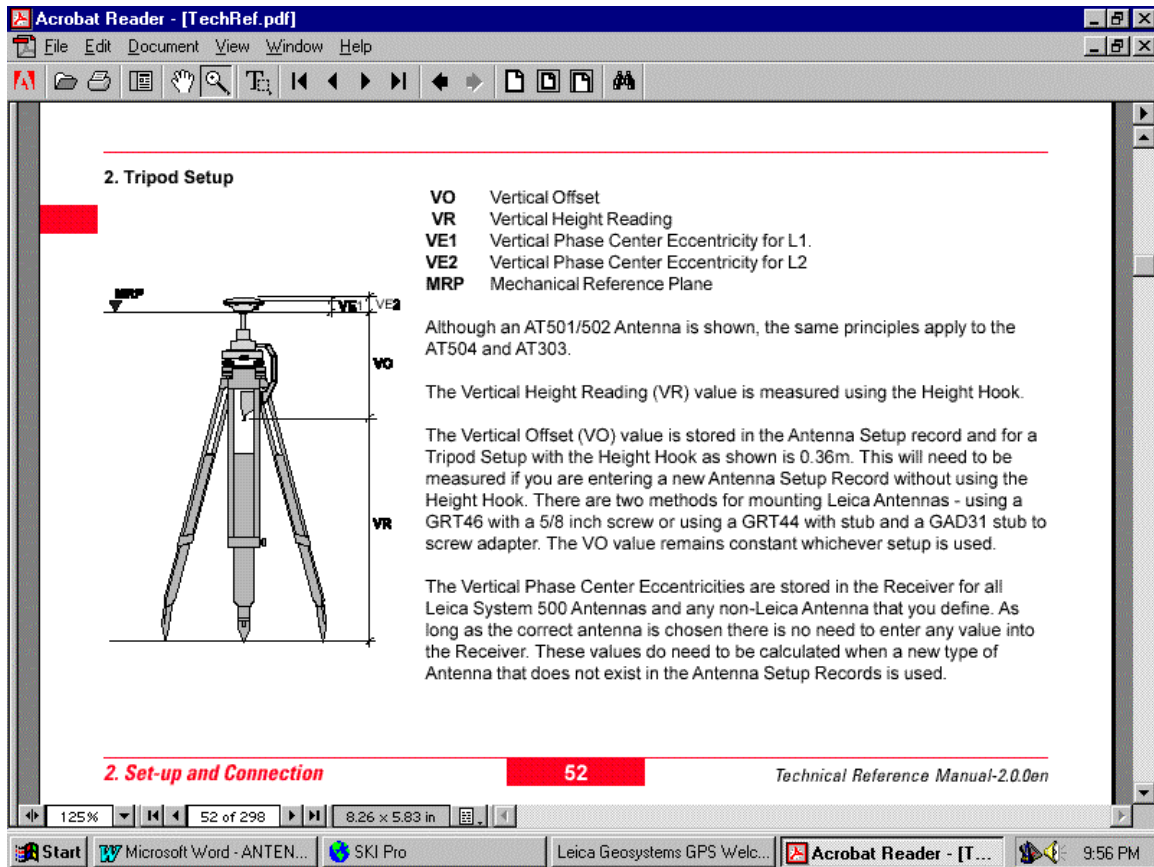 Acrobat Reader - [TechRef.pdf]
File Edit Document View Window Help
2. Tripod Setup
VO Vertical Offset
VR Vertical Height Reading
VE1 Vertical Phase Center Eccentricity for L1.
VE2 Vertical Phase Center Eccentricity for L2
MRP Mechanical Reference Plane
MRP
VE1 VE2
VO
VR
Although an AT501/502 Antenna is shown, the same principles apply to the
AT504 and AT303.
The Vertical Height Reading (VR) value is measured using the Height Hook.
The Vertical Offset (VO) value is stored in the Antenna Setup record and for a
Tripod Setup with the Height Hook as shown is 0.36m. This will need to be
measured if you are entering a new Antenna Setup Record without using the
Height Hook. There are two methods for mounting Leica Antennas - using a
GRT46 with a 5/8 inch screw or using a GRT44 with stub and a GAD31 stub to
screw adapter. The VO value remains constant whichever setup is used.
The Vertical Phase Center Eccentricities are stored in the Receiver for all
Leica System 500 Antennas and any non-Leica Antenna that you define. As
long as the correct antenna is chosen there is no need to enter any value into
the Receiver. These values do need to be calculated when a new type of
Antenna that does not exist in the Antenna Setup Records is used.
2. Set-up and Connection 52 Technical Reference Manual-2.0.0en
125% 52 of 298 8.26 x 5.83 in
Start Microsoft Word - ANTEN... SKI Pro Leica Geosystems GPS Welc... Acrobat Reader - [T... 9:56 PM